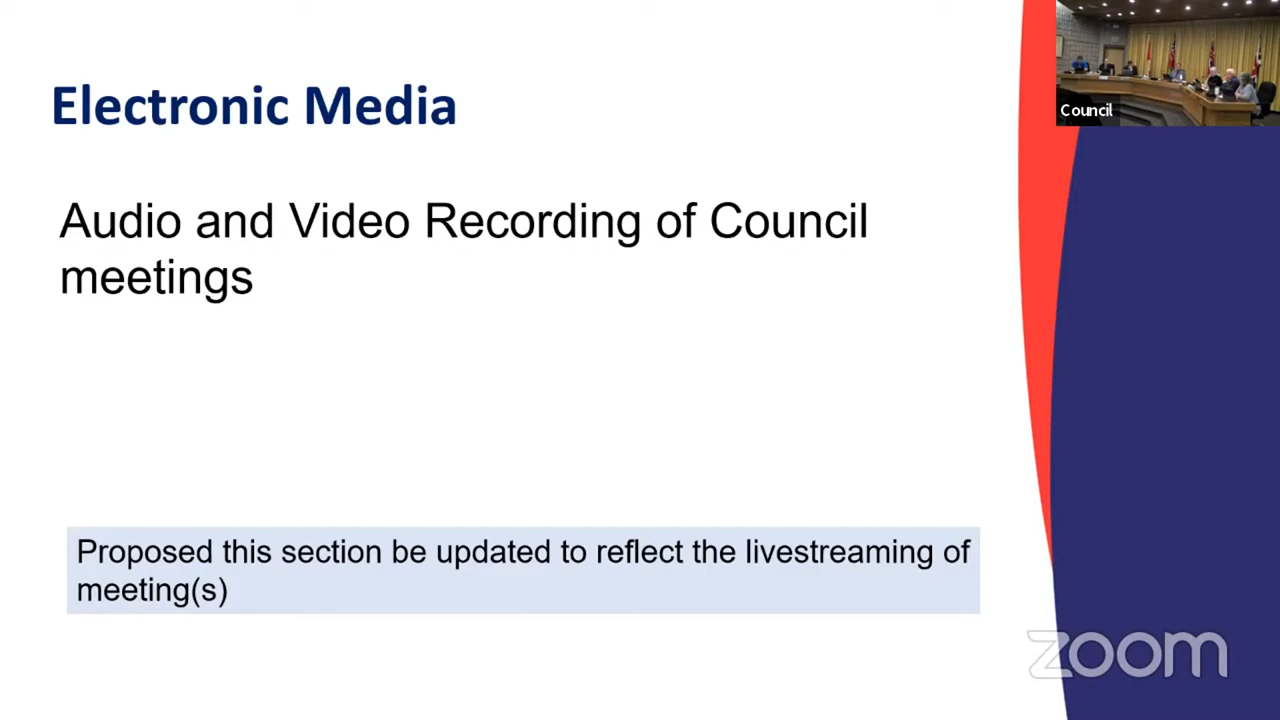 Electronic Media
Audio and Video Recording of Council
meetings
Proposed this section be updated to reflect the livestreaming of
meeting(s)
Council
zoom